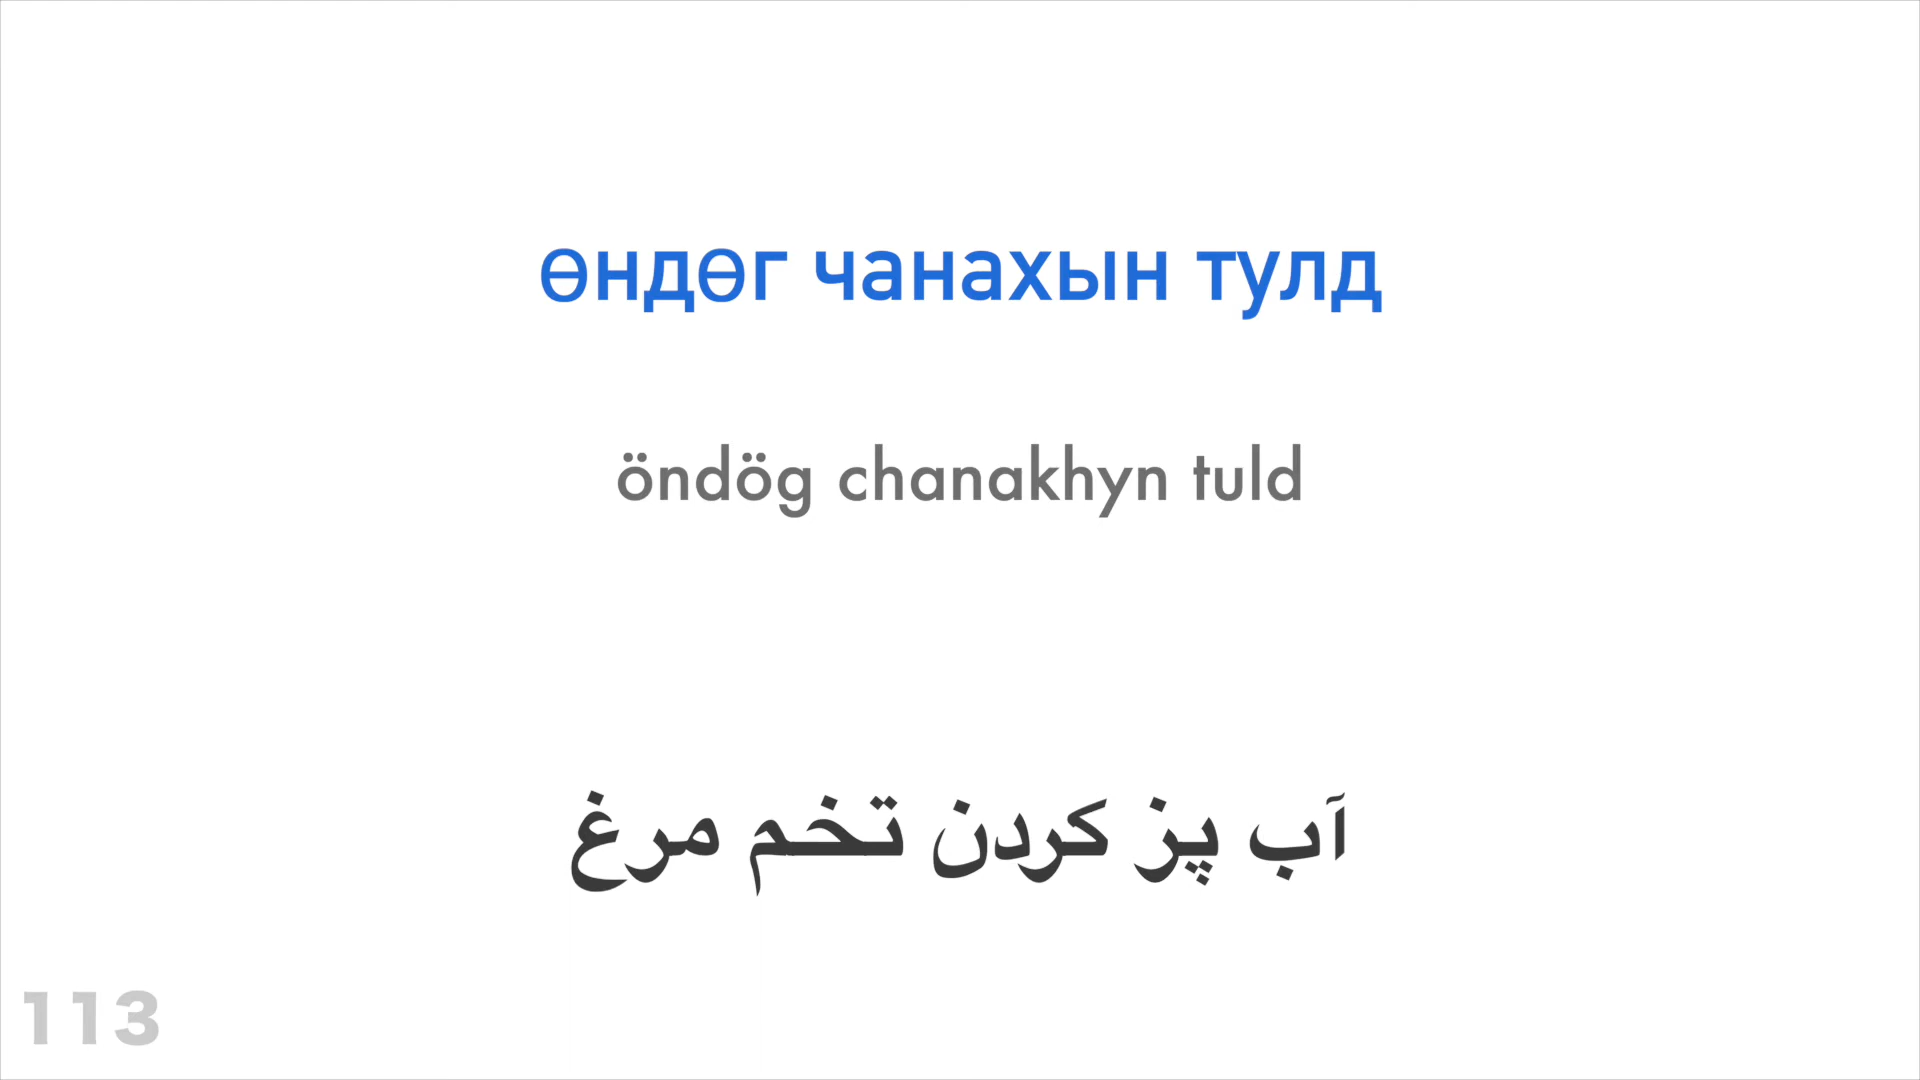 өндөг чанахын тулд
öndög chanakhyn tuld
آب پز کردن تخم مرغ
113